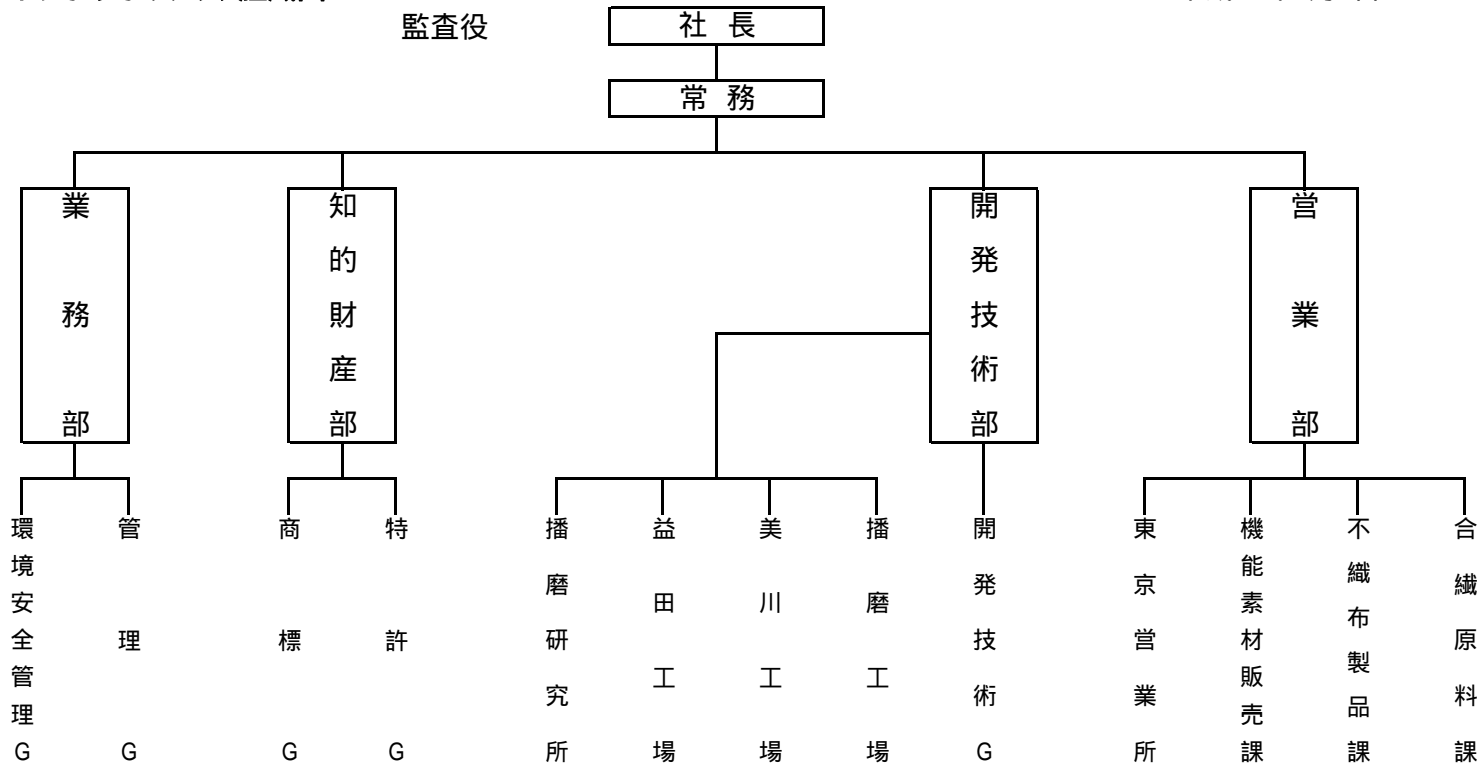 監査役
社長
常務
業務部
知的財産部
開発技術部
営業部
環境安全管理G
管理G
商標G
特許G
播磨研究所
益田工場
美川工場
播磨工場
開発技術G
東京営業所
機能素材販売課
不織布製品課
合繊原料課